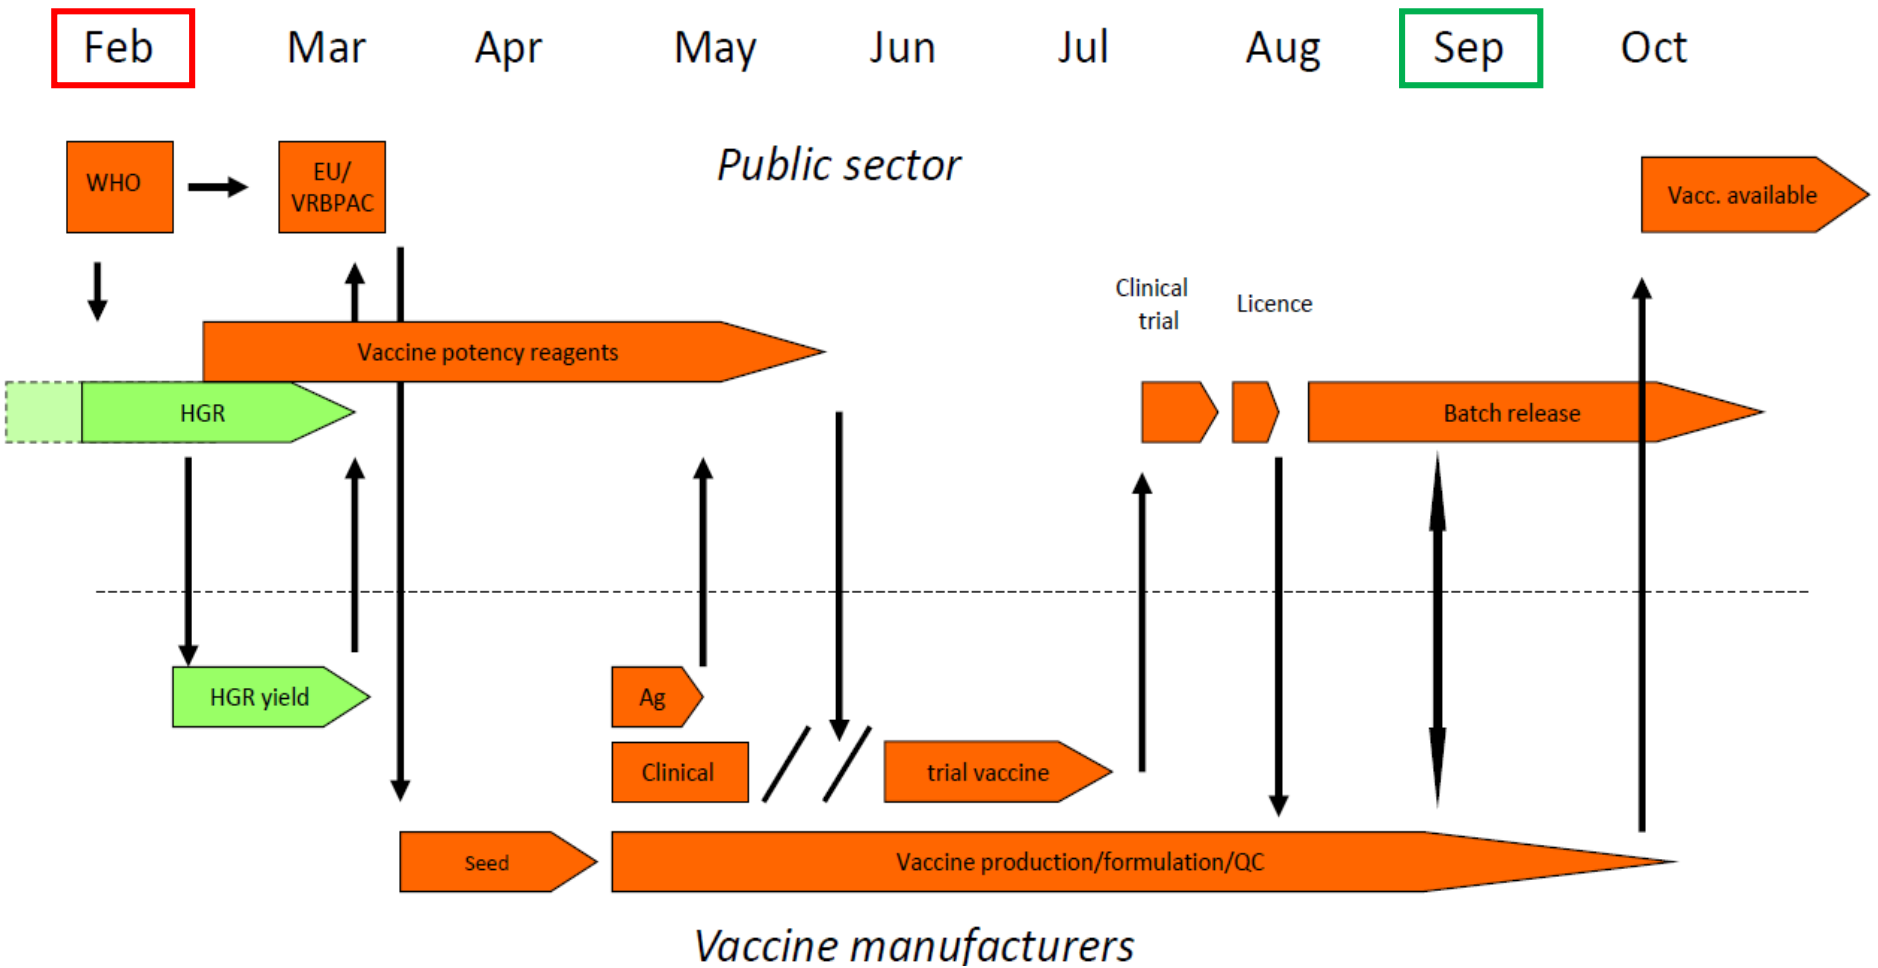 Feb Mar Apr May Jun Jul Aug Sep Oct
Public sector
WHO
EU/
VRBPAC
Vacc. available
Clinical
trial
Licence
Vaccine potency reagents
HGR
Batch release
HGR yield
Ag
Clinical
trial vaccine
Seed
Vaccine production/formulation/QC
Vaccine manufacturers